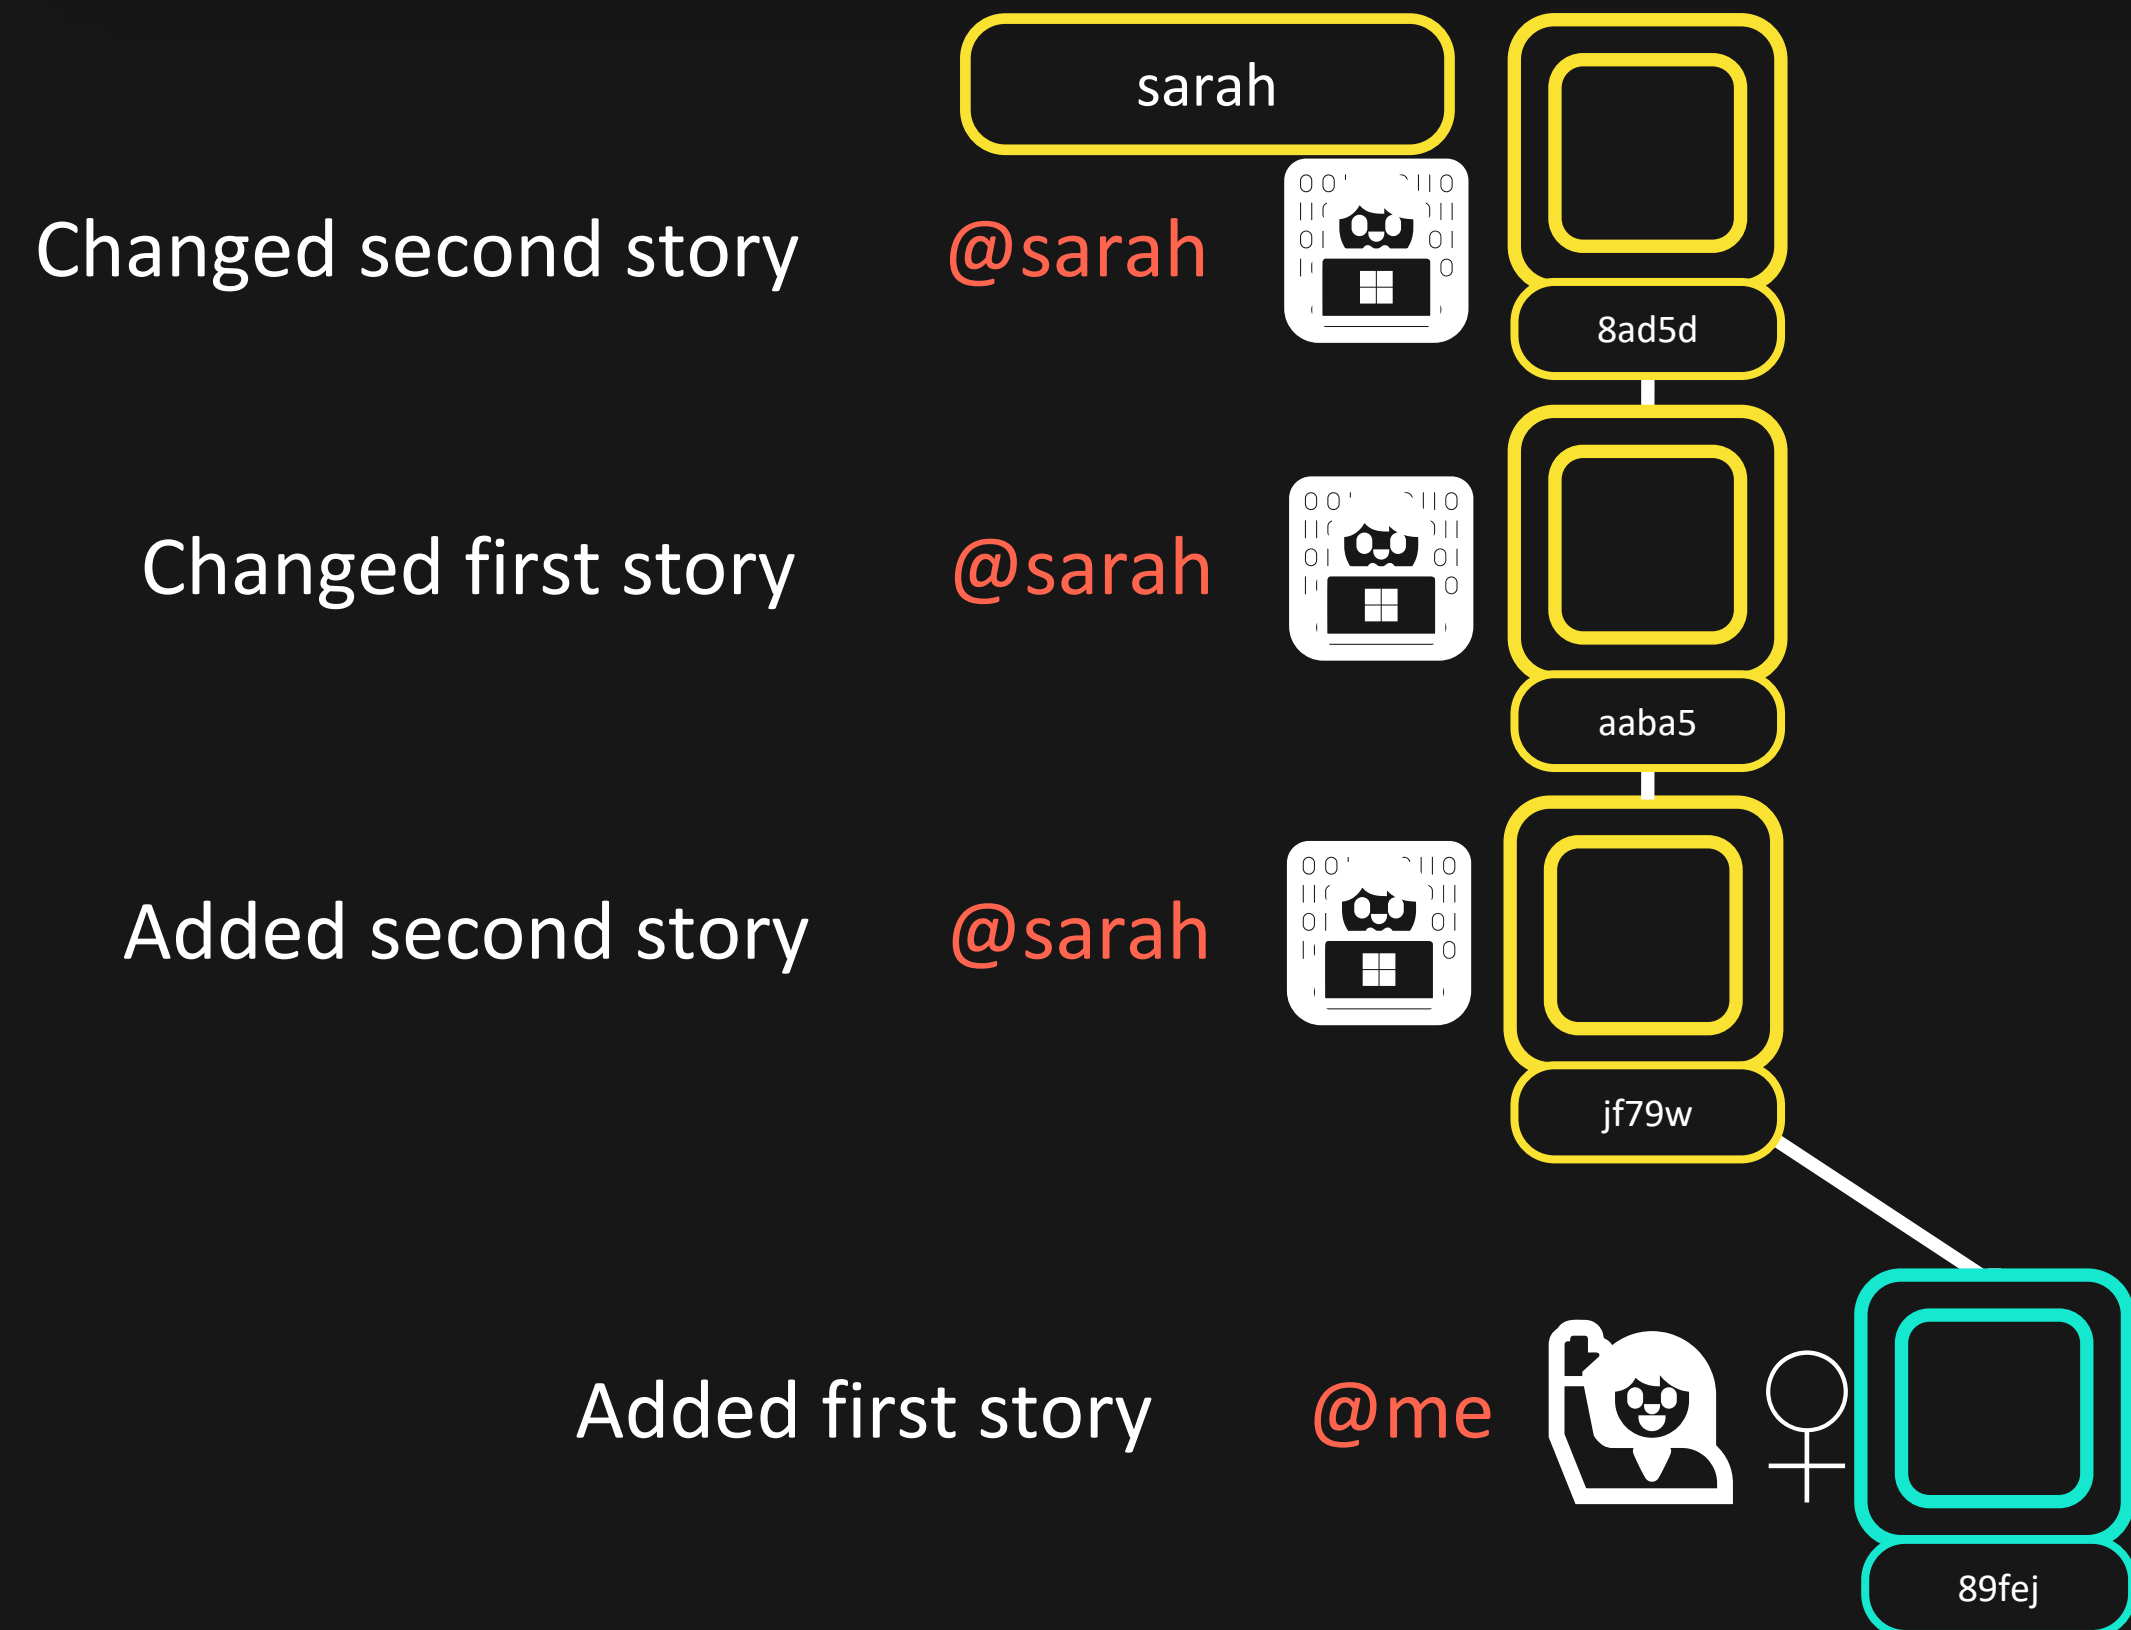 sarah
Changed second story @sarah
8ad5d
Changed first story @sarah
aaba5
Added second story @sarah
jf79w
Added first story @me
89fej